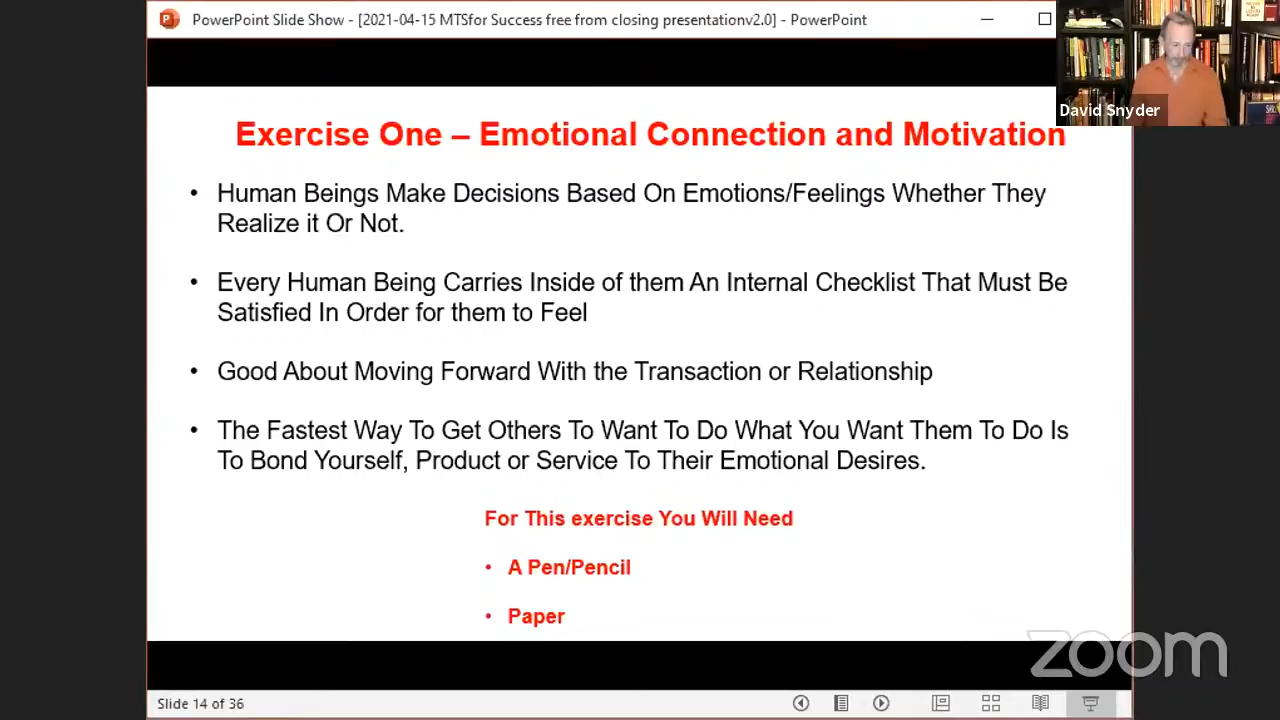 PowerPoint Slide Show - [2021-04-15 MTSfor Success free from closing presentationv2.0] - PowerPoint
David Snyder
Exercise One – Emotional Connection and Motivation
• Human Beings Make Decisions Based On Emotions/Feelings Whether They
Realize it Or Not.
• Every Human Being Carries Inside of them An Internal Checklist That Must Be
Satisfied In Order for them to Feel
• Good About Moving Forward With the Transaction or Relationship
• The Fastest Way To Get Others To Want To Do What You Want Them To Do Is
To Bond Yourself, Product or Service To Their Emotional Desires.
For This exercise You Will Need
• A Pen/Pencil
• Paper
zoom
Slide 14 of 36